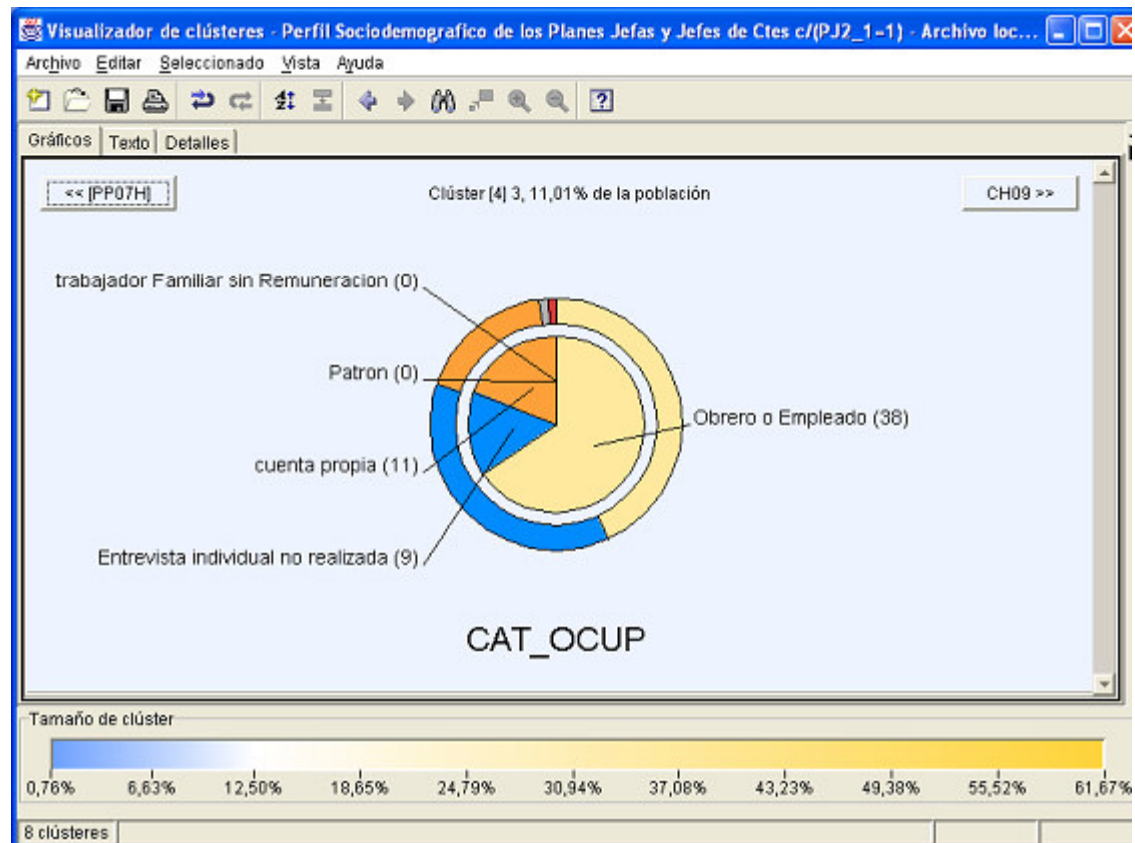 Visualizador de clústeres - Perfil Sociodemografico de los Planes Jefas y Jefes de Ctes c/(PJ2_1=1) - Archivo loc...
Archivo Editar Seleccionado Vista Ayuda
Gráficos Texto Detalles
<< [PP07H]
Clúster [4] 3, 11,01% de la población
CH09 >>
trabajador Familiar sin Remuneracion (0)
Patron (0)
Obrero o Empleado (38)
cuenta propia (11)
Entrevista individual no realizada (9)
CAT_OCUP
Tamaño de clúster
0,76% 6,63% 12,50% 18,65% 24,79% 30,94% 37,08% 43,23% 49,38% 55,52% 61,67%
8 clústeres